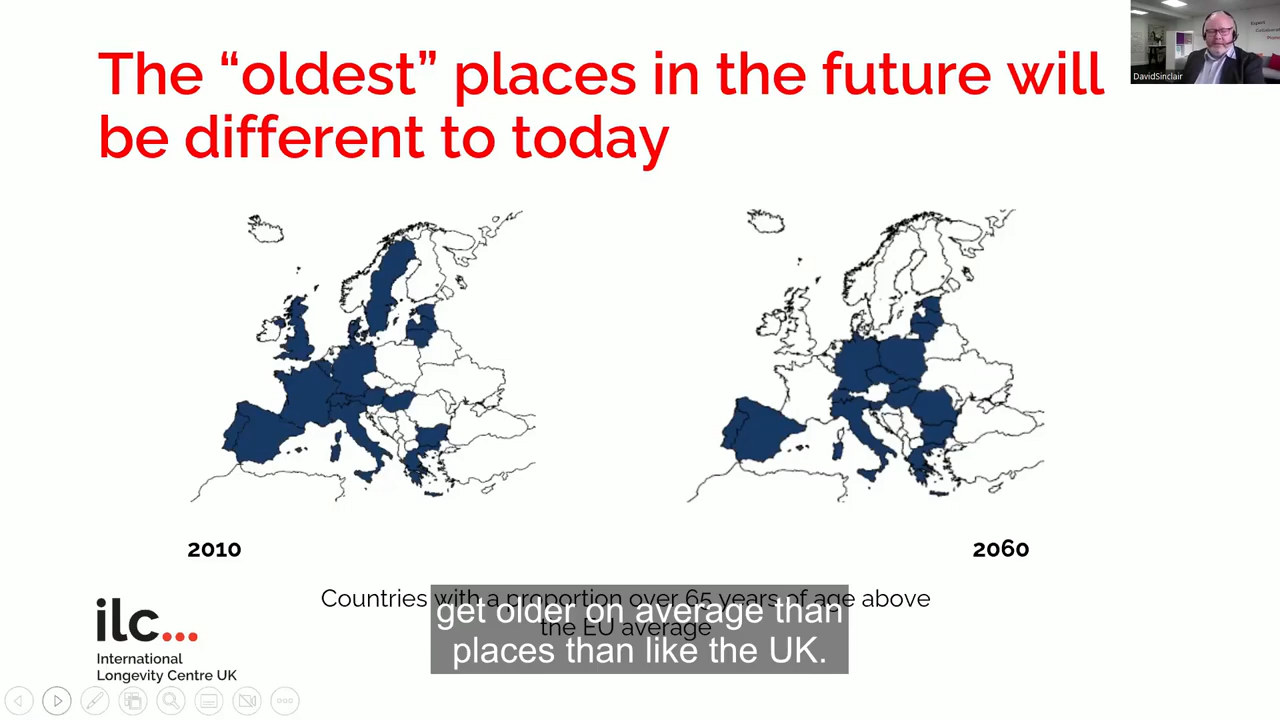 The “oldest” places in the future will
be different to today
DavidSinclair
2010
2060
Countries with a proportion over 65 years of age above
the EU average
get older on average than
places than like the UK.
ilc...
International
Longevity Centre UK